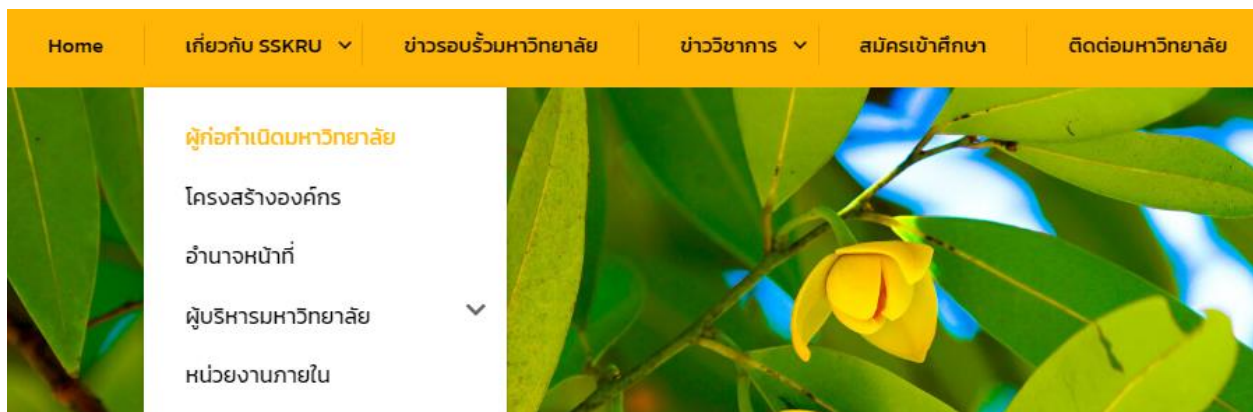 Home เกี่ยวกับ SSKRU ข่าวรอบรั้วมหาวิทยาลัย ข่าววิชาการ สมัครเข้าศึกษา ติดต่อมหาวิทยาลัย
ผู้ก่อกำเนิดมหาวิทยาลัย
โครงสร้างองค์กร
อำนาจหน้าที่
ผู้บริหารมหาวิทยาลัย
หน่วยงานภายใน